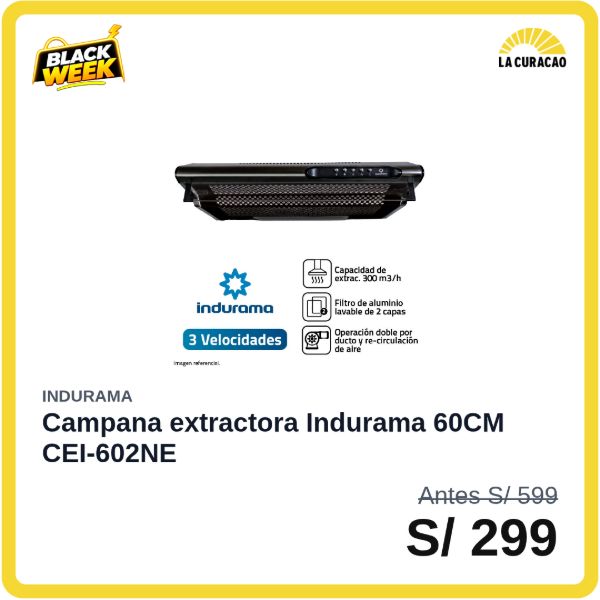 BLACK
WEEK
LA CURACAO
indurama
3 Velocidades
Imagen referencial.
Capacidad de
extrac. 300 m3/h
Filtro de aluminio
lavable de 2 capas
Operación doble por
ducto y re-circulación
de aire
INDURAMA
Campana extractora Indurama 60CM
CEI-602NE
Antes S/ 599
S/ 299